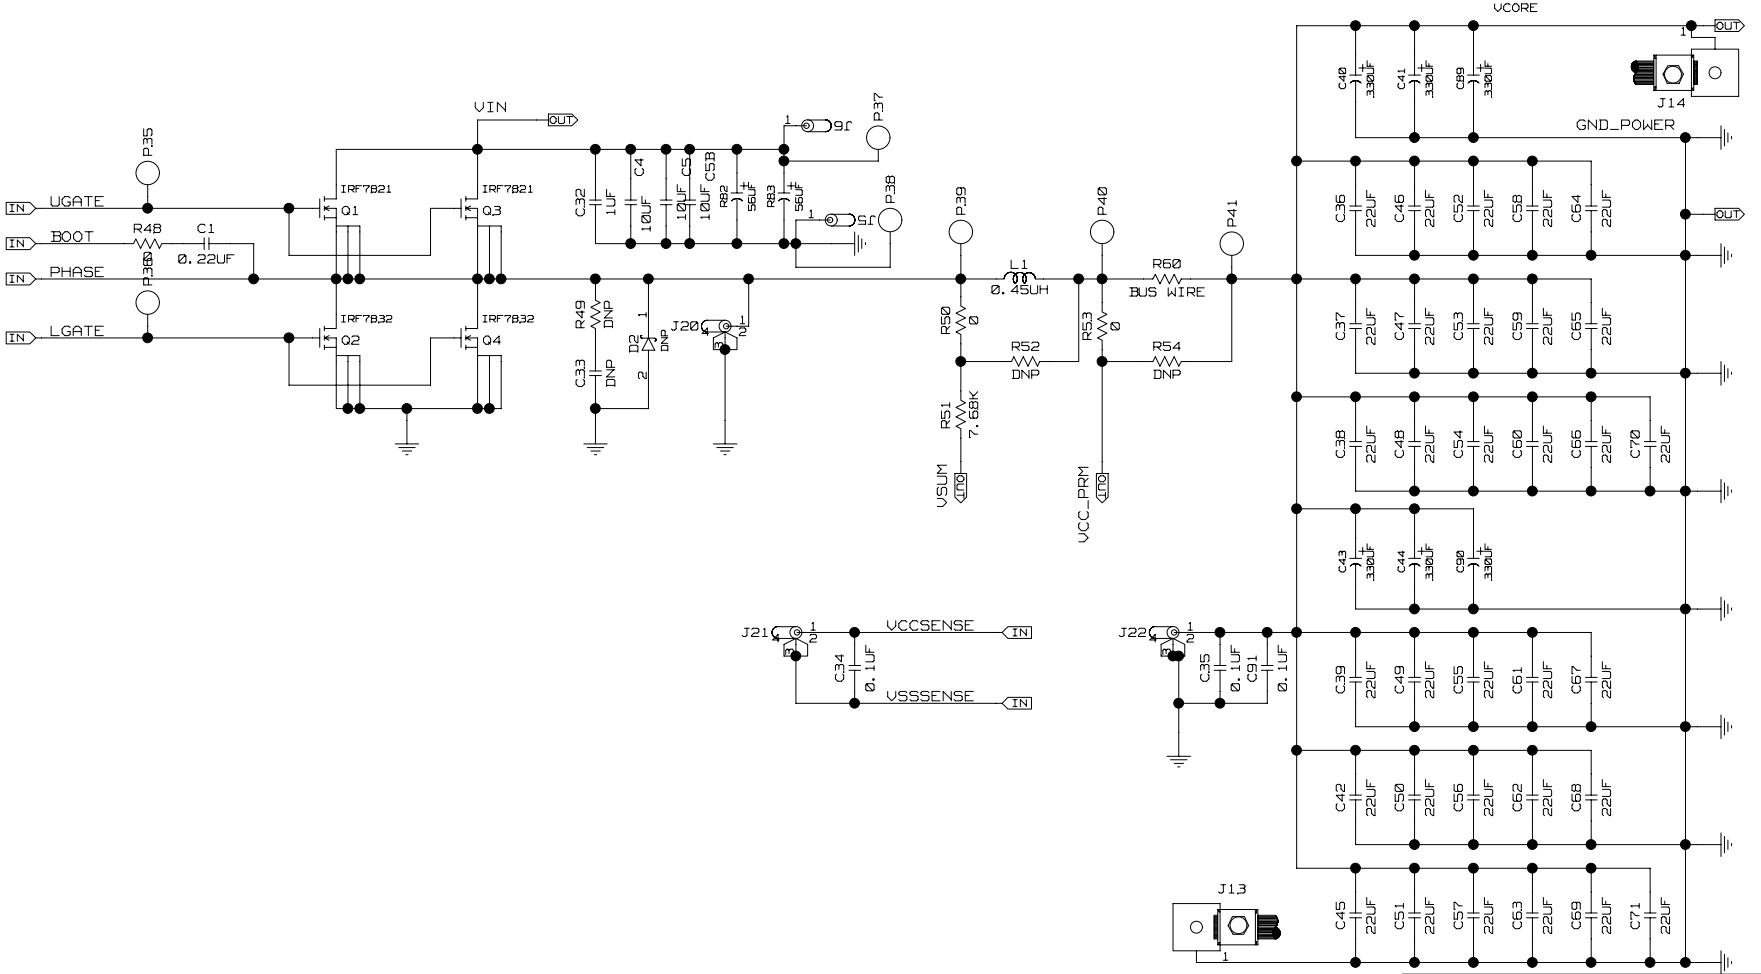 VCORE
OUT
1
C40 330UF
C41 330UF
C89 330UF
J14
GND_POWER
VIN
OUT
P35
P37
1 J6
IRF7821
Q1
IRF7821
Q3
C32 1UF
C4 10UF
C5 10UF
C5B 10UF
R82 56UF
R83 56UF
1 J5
P38
IN UGATE
IN BOOT
R48 0
C1 0.22UF
IN PHASE
P36
IN LGATE
IRF7832
Q2
IRF7832
Q4
R49 DNP
C33 DNP
D2 DNP
1
2
J20
1
2
3
4
P39
P40
P41
L1
0.45UH
R60
BUS WIRE
R50 0
R52
DNP
R53 0
R54
DNP
R51 7.68K
VSUM OUT
VCC_PRM OUT
C36 22UF
C46 22UF
C52 22UF
C58 22UF
C64 22UF
OUT
C37 22UF
C47 22UF
C53 22UF
C59 22UF
C65 22UF
C38 22UF
C48 22UF
C54 22UF
C60 22UF
C66 22UF
C70 22UF
C43 330UF
C44 330UF
C90 330UF
J21
1
2
3
4
C34 0.1UF
VCCSENSE IN
VSSSENSE IN
J22
1
2
3
4
C35 0.1UF
C91 0.1UF
C39 22UF
C49 22UF
C55 22UF
C61 22UF
C67 22UF
C42 22UF
C50 22UF
C56 22UF
C62 22UF
C68 22UF
J13
1
C45 22UF
C51 22UF
C57 22UF
C63 22UF
C69 22UF
C71 22UF